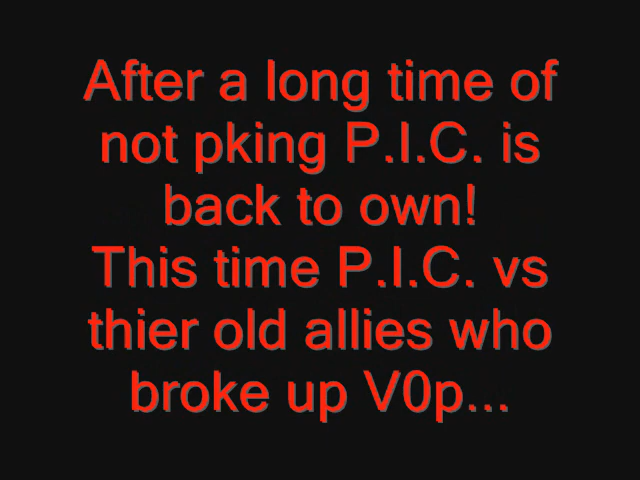 After a long time of
not pking P.I.C. is
back to own!
This time P.I.C. vs
thier old allies who
broke up V0p...